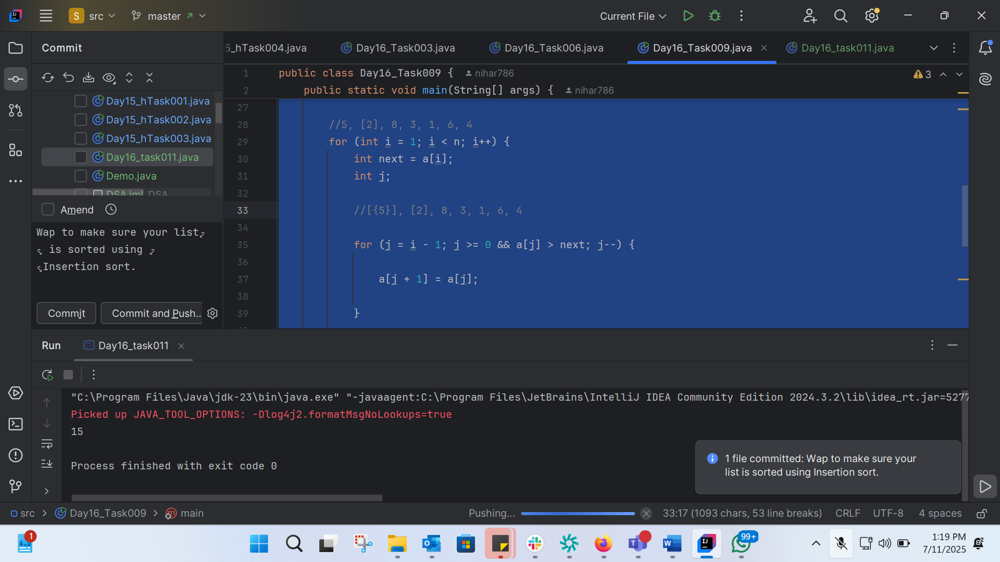 S src master Current File
Commit
5_hTask004.java Day16_Task003.java Day16_Task006.java Day16_Task009.java Day16_task011.java
Day15_hTask001.java
Day15_hTask002.java
Day15_hTask003.java
Day16_task011.java
Demo.java
DSA.iml DSA
Amend
Wap to make sure your list
is sorted using
Insertion sort.
Commit Commit and Push..
1 public class Day16_Task009 { nihar786
3
2 public static void main(String[] args) { nihar786
27
28 //5, [2], 8, 3, 1, 6, 4
29 for (int i = 1; i < n; i++) {
30 int next = a[i];
31 int j;
32
33 //[{5}], [2], 8, 3, 1, 6, 4
34
35 for (j = i - 1; j >= 0 && a[j] > next; j--) {
36
37 a[j + 1] = a[j];
38
39 }
Run Day16_task011
"C:\Program Files\Java\jdk-23\bin\java.exe" "-javaagent:C:\Program Files\JetBrains\IntelliJ IDEA Community Edition 2024.3.2\lib\idea_rt.jar=5277
Picked up JAVA_TOOL_OPTIONS: -Dlog4j2.formatMsgNoLookups=true
15
Process finished with exit code 0
1 file committed: Wap to make sure your
list is sorted using Insertion sort.
src > Day16_Task009 > main Pushing... 33:17 (1093 chars, 53 line breaks) CRLF UTF-8 4 spaces
1
99+
1:19 PM
7/11/2025